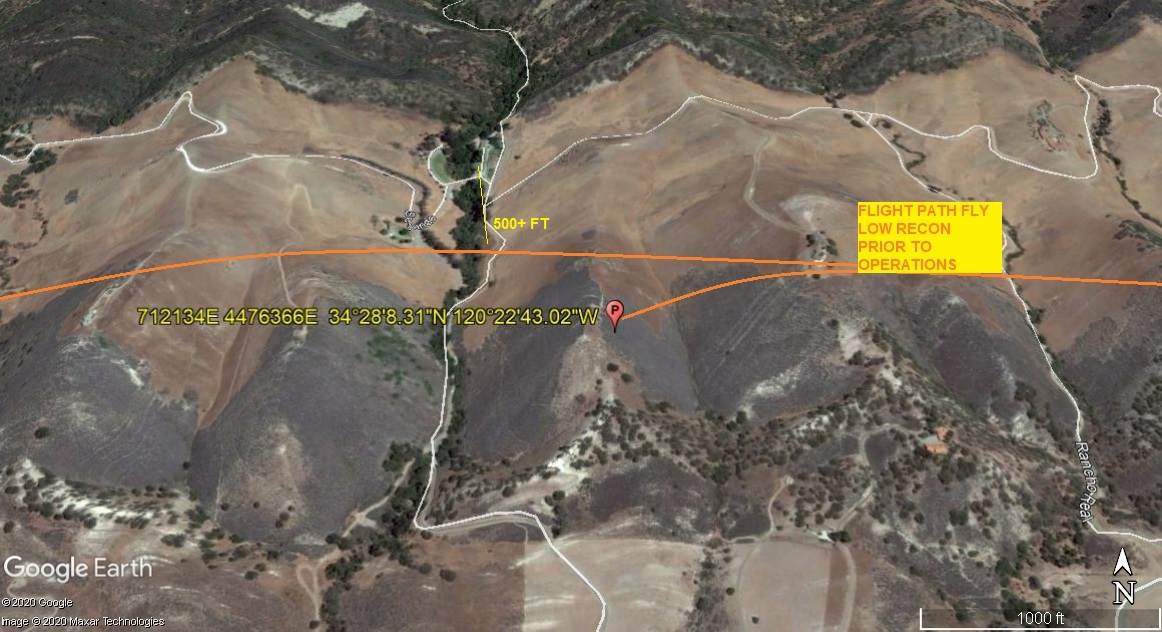 500+ FT
FLIGHT PATH FLY
LOW RECON
PRIOR TO
OPERATIONS
712134E 4476366E  34°28'8.31"N 120°22'43.02"W
P
Rancho Real
Google Earth
©2020 Google
Image © 2020 Maxar Technologies
N
1000 ft